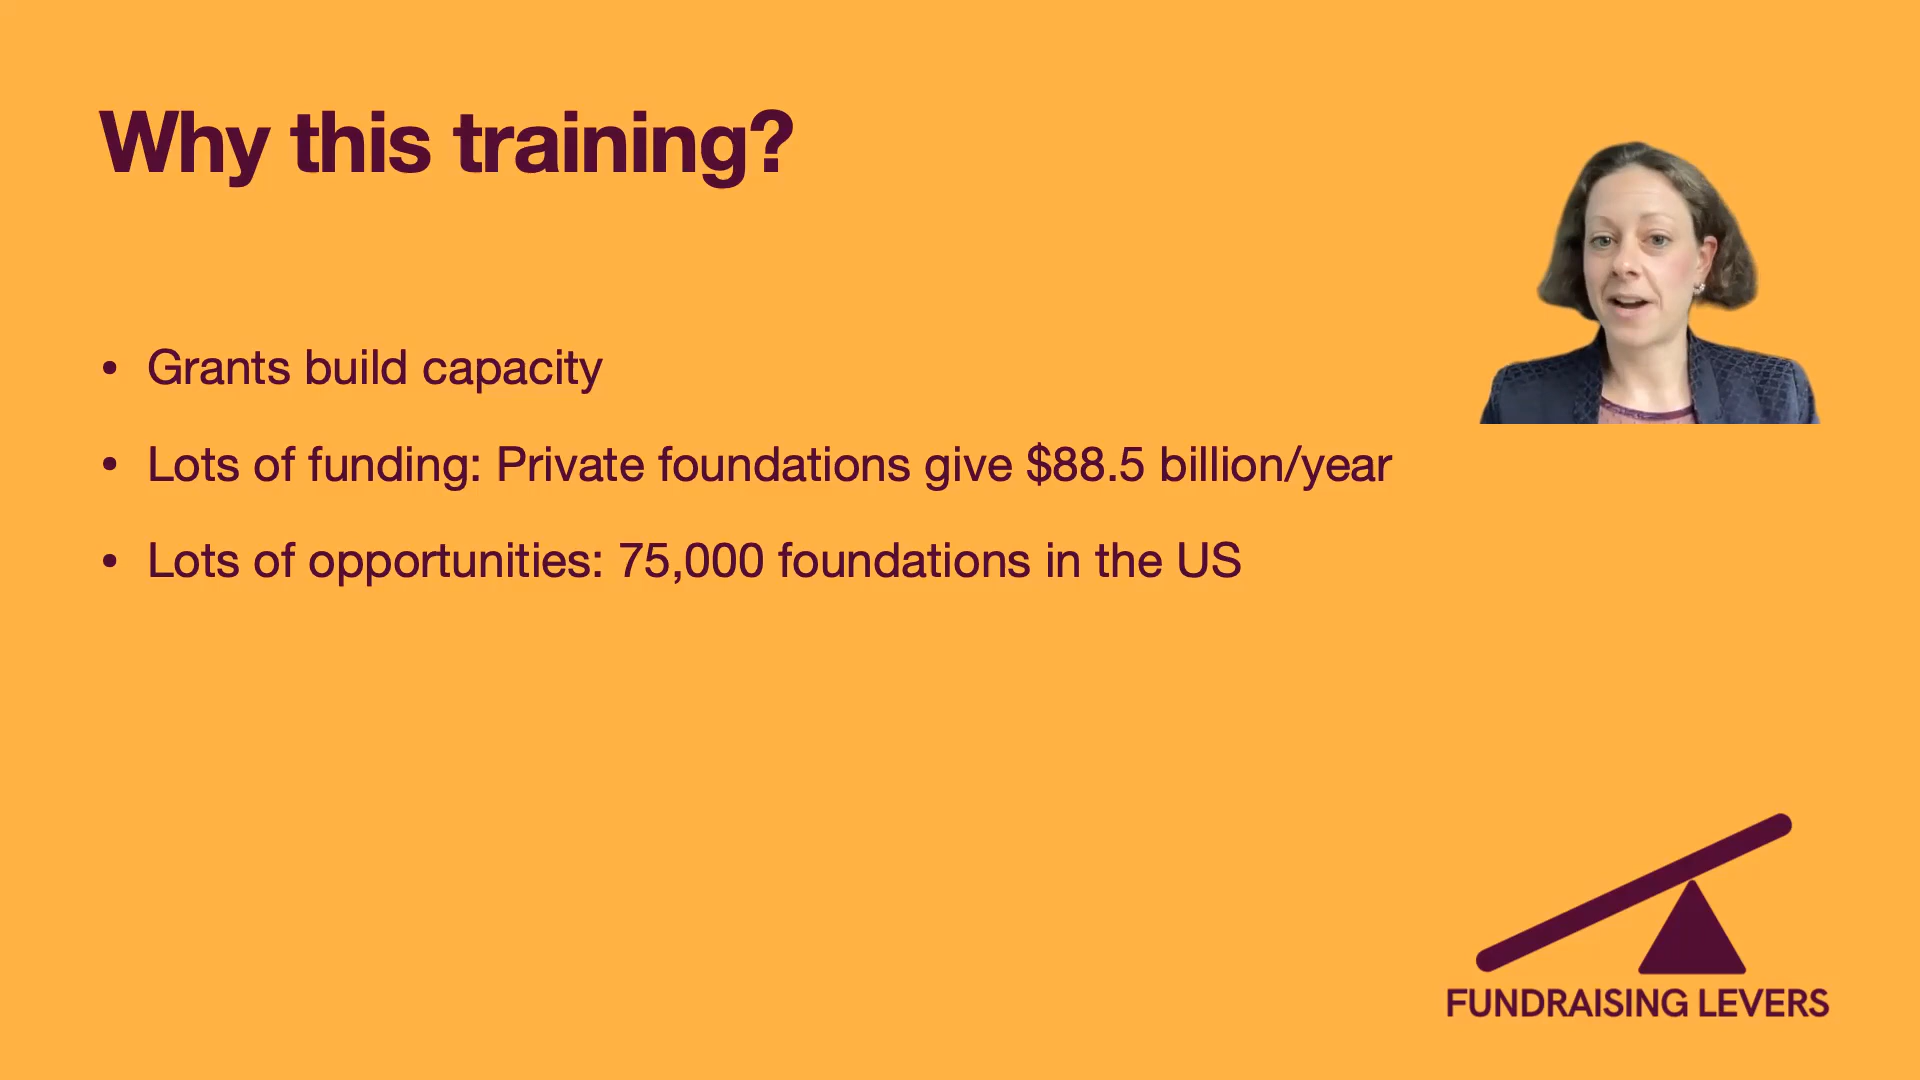 Why this training?
• Grants build capacity
• Lots of funding: Private foundations give $88.5 billion/year
• Lots of opportunities: 75,000 foundations in the US
FUNDRAISING LEVERS